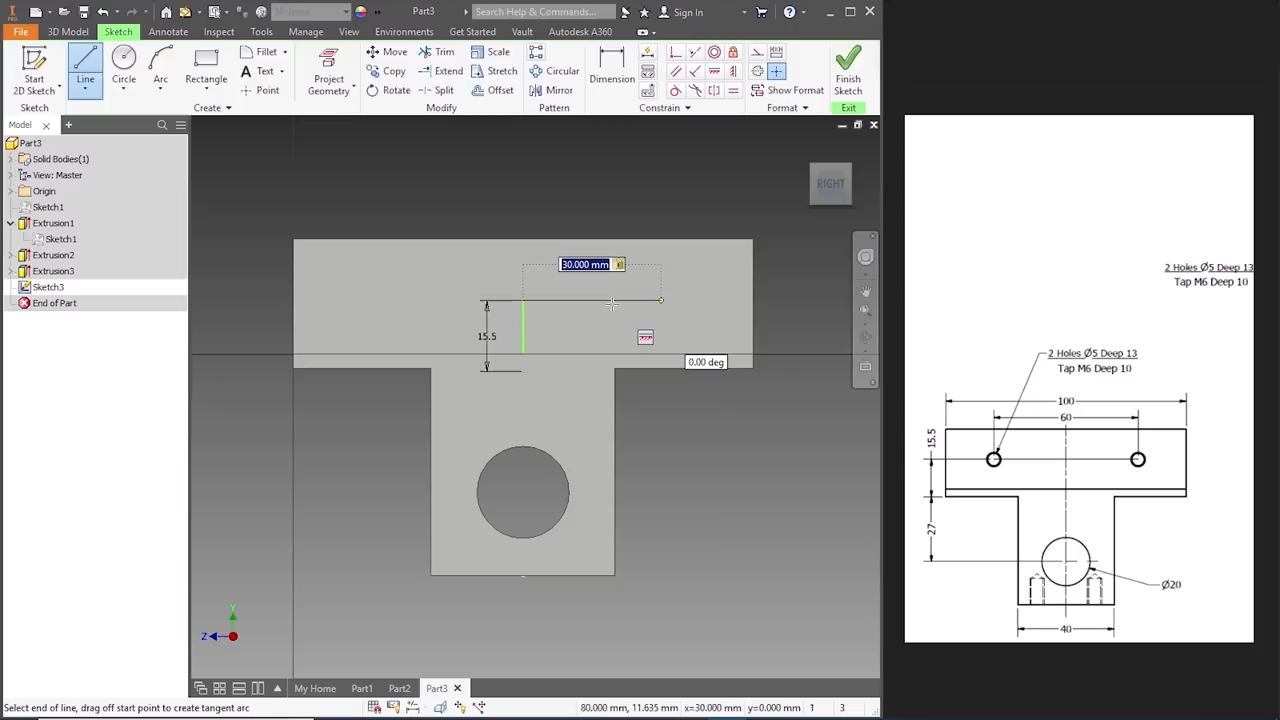 Part3
Search Help & Commands...
Sign In
File
3D Model
Sketch
Annotate
Inspect
Tools
Manage
View
Environments
Get Started
Vault
Autodesk A360
Start
2D Sketch
Line
Circle
Arc
Rectangle
Fillet
Text
Point
Project
Geometry
Move
Copy
Rotate
Trim
Extend
Split
Scale
Stretch
Offset
Circular
Mirror
Dimension
Show Format
Finish
Sketch
Sketch
Create
Modify
Pattern
Constrain
Format
Exit
Model
Part3
Solid Bodies(1)
View: Master
Origin
Sketch1
Extrusion1
Sketch1
Extrusion2
Extrusion3
Sketch3
End of Part
RIGHT
30.000 mm
15.5
0.00 deg
Y
Z
My Home
Part1
Part2
Part3
Select end of line, drag off start point to create tangent arc
80.000 mm, 11.635 mm
x=30.000 mm
y=0.000 mm
1
3
2 Holes Ø5 Deep 13
Tap M6 Deep 10
2 Holes Ø5 Deep 13
Tap M6 Deep 10
100
60
15.5
27
Ø20
40